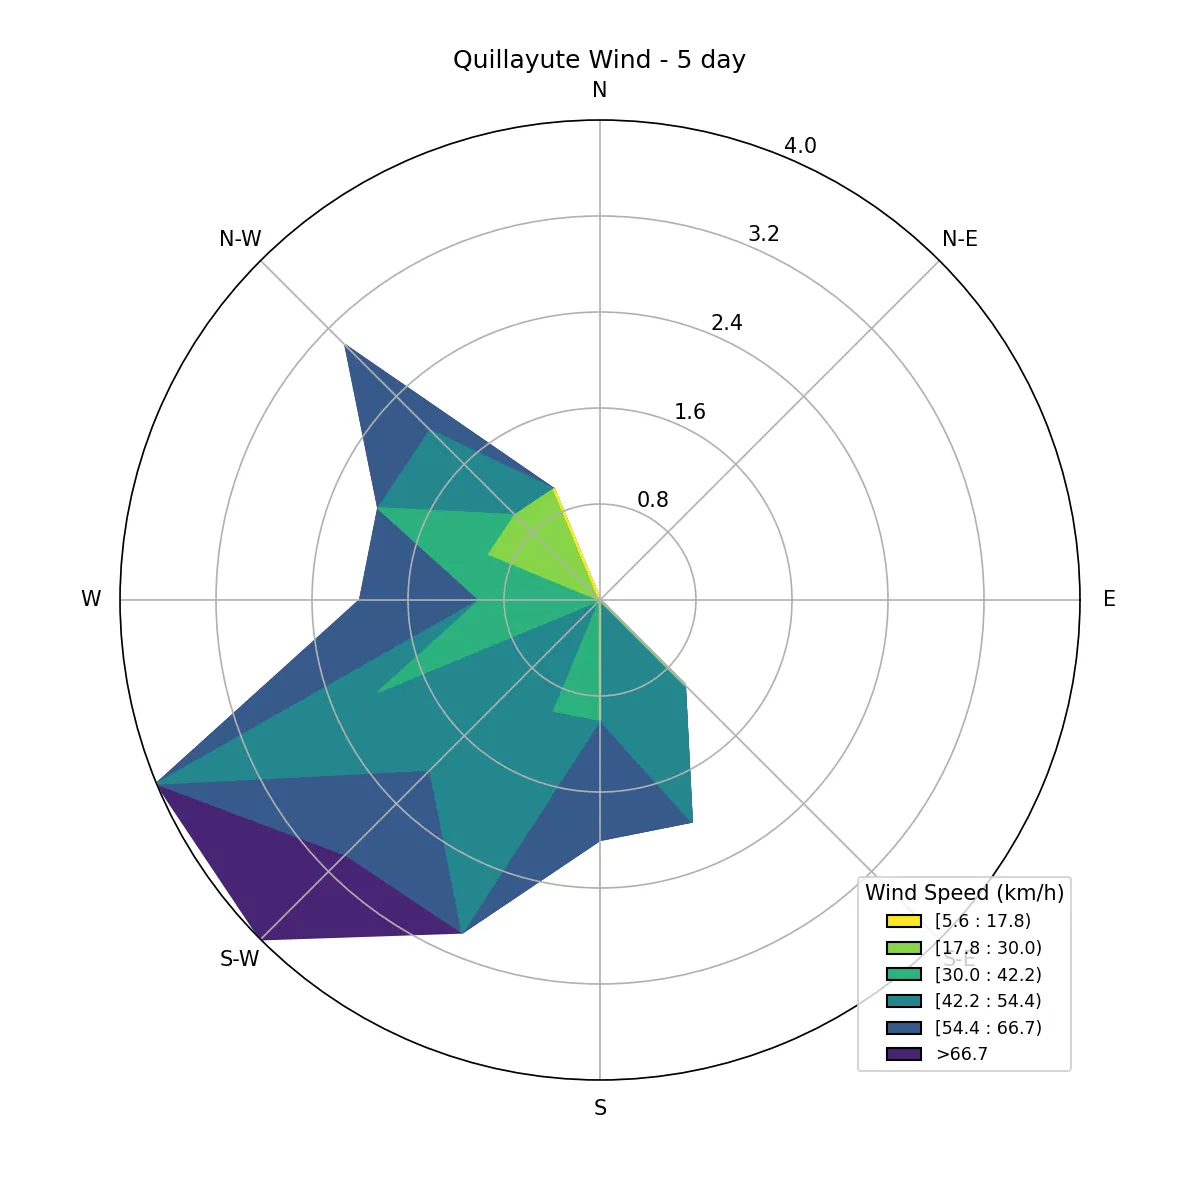 Quillayute Wind - 5 day
N
4.0
N-W
3.2
N-E
2.4
1.6
0.8
W
E
S-W
S-E
Wind Speed (km/h)
[5.6 : 17.8)
[17.8 : 30.0)
[30.0 : 42.2)
[42.2 : 54.4)
[54.4 : 66.7)
>66.7
S